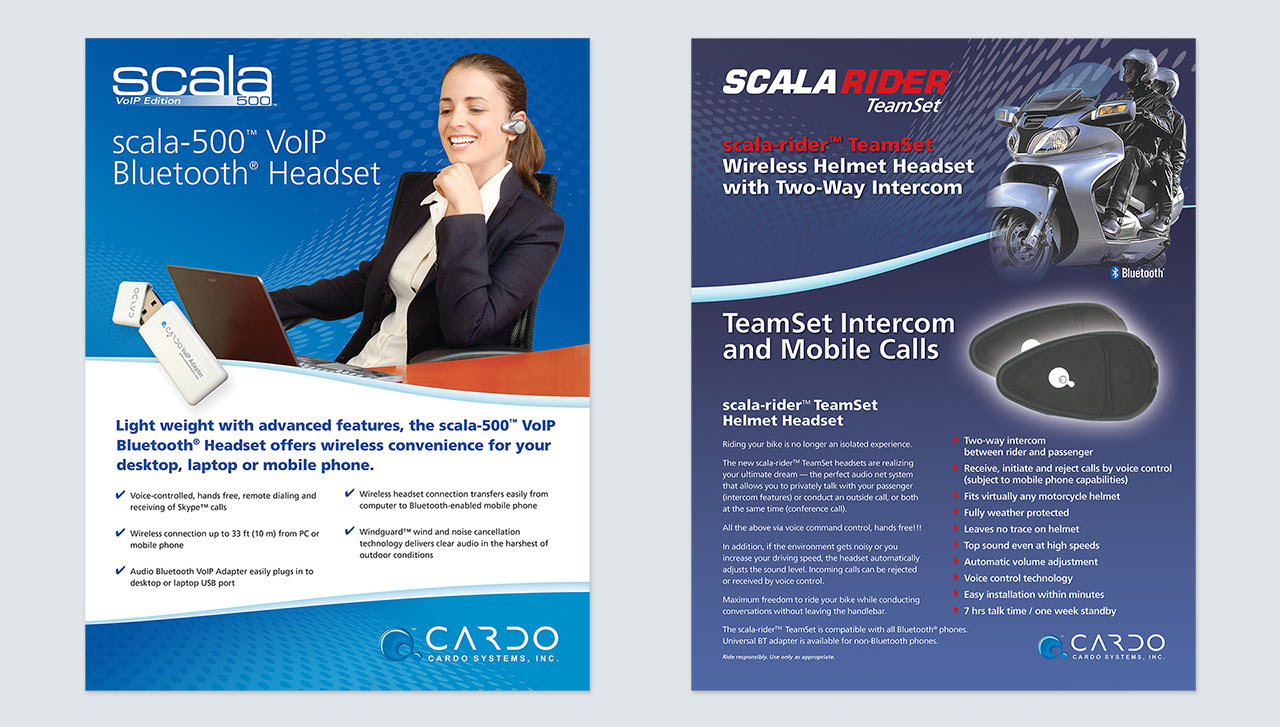 scala
VoIP Edition
500™
scala-500™ VoIP
Bluetooth® Headset
CARDO
CARDO VoIP Adapter
Light weight with advanced features, the scala-500™ VoIP
Bluetooth® Headset offers wireless convenience for your
desktop, laptop or mobile phone.
✔ Voice-controlled, hands free, remote dialing and
receiving of Skype™ calls
✔ Wireless connection up to 33 ft (10 m) from PC or
mobile phone
✔ Audio Bluetooth VoIP Adapter easily plugs in to
desktop or laptop USB port
✔ Wireless headset connection transfers easily from
computer to Bluetooth-enabled mobile phone
✔ Windguard™ wind and noise cancellation
technology delivers clear audio in the harshest of
outdoor conditions
CARDO
CARDO SYSTEMS, INC.
SCALA RIDER™
TeamSet
scala-rider™ TeamSet
Wireless Helmet Headset
with Two-Way Intercom
Bluetooth®
TeamSet Intercom
and Mobile Calls
scala-rider™ TeamSet
Helmet Headset
Riding your bike is no longer an isolated experience.
The new scala-rider™ TeamSet headsets are realizing
your ultimate dream — the perfect audio net system
that allows you to privately talk with your passenger
(intercom features) or conduct an outside call, or both
at the same time (conference call).
All the above via voice command control, hands free!!!
In addition, if the environment gets noisy or you
increase your driving speed, the headset automatically
adjusts the sound level. Incoming calls can be rejected
or received by voice control.
Maximum freedom to ride your bike while conducting
conversations without leaving the handlebar.
The scala-rider™ TeamSet is compatible with all Bluetooth® phones.
Universal BT adapter is available for non-Bluetooth phones.
Ride responsibly. Use only as appropriate.
Two-way intercom
between rider and passenger
Receive, initiate and reject calls by voice control
(subject to mobile phone capabilities)
Fits virtually any motorcycle helmet
Fully weather protected
Leaves no trace on helmet
Top sound even at high speeds
Automatic volume adjustment
Voice control technology
Easy installation within minutes
7 hrs talk time / one week standby
CARDO
CARDO SYSTEMS, INC.